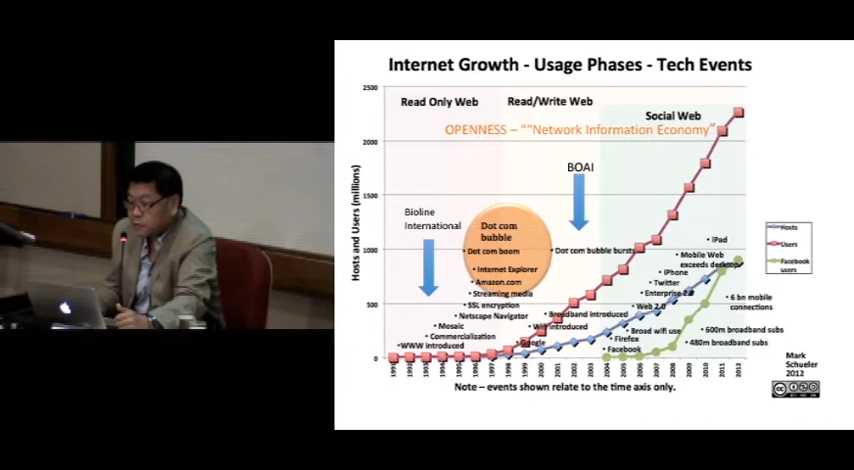 Internet Growth - Usage Phases - Tech Events
Read Only Web
Read/Write Web
Social Web
OPENNESS – ““Network Information Economy”
BOAI
Bioline
International
Dot com
bubble
• Dot com boom
• Dot com bubble bursts
• Internet Explorer
• Amazon.com
• Streaming media
• SSL encryption
• Netscape Navigator
• Mosaic
• Commercialization
• WWW introduced
• Google
• Wifi introduced
• Broadband introduced
• Firefox
• Facebook
• Broad wifi use
• Web 2.0
• Enterprise 2.0
• Twitter
• iPhone
• Mobile Web
exceeds desktop
• iPad
• 6 bn mobile
connections
• 600m broadband subs
• 480m broadband subs
Hosts
Users
Facebook
users
Hosts and Users (millions)
2500
2000
1500
1000
500
0
1991
1992
1993
1994
1995
1996
1997
1998
1999
2000
2001
2002
2003
2004
2005
2006
2007
2008
2009
2010
2011
2012
Note – events shown relate to the time axis only.
Mark
Schueler
2012